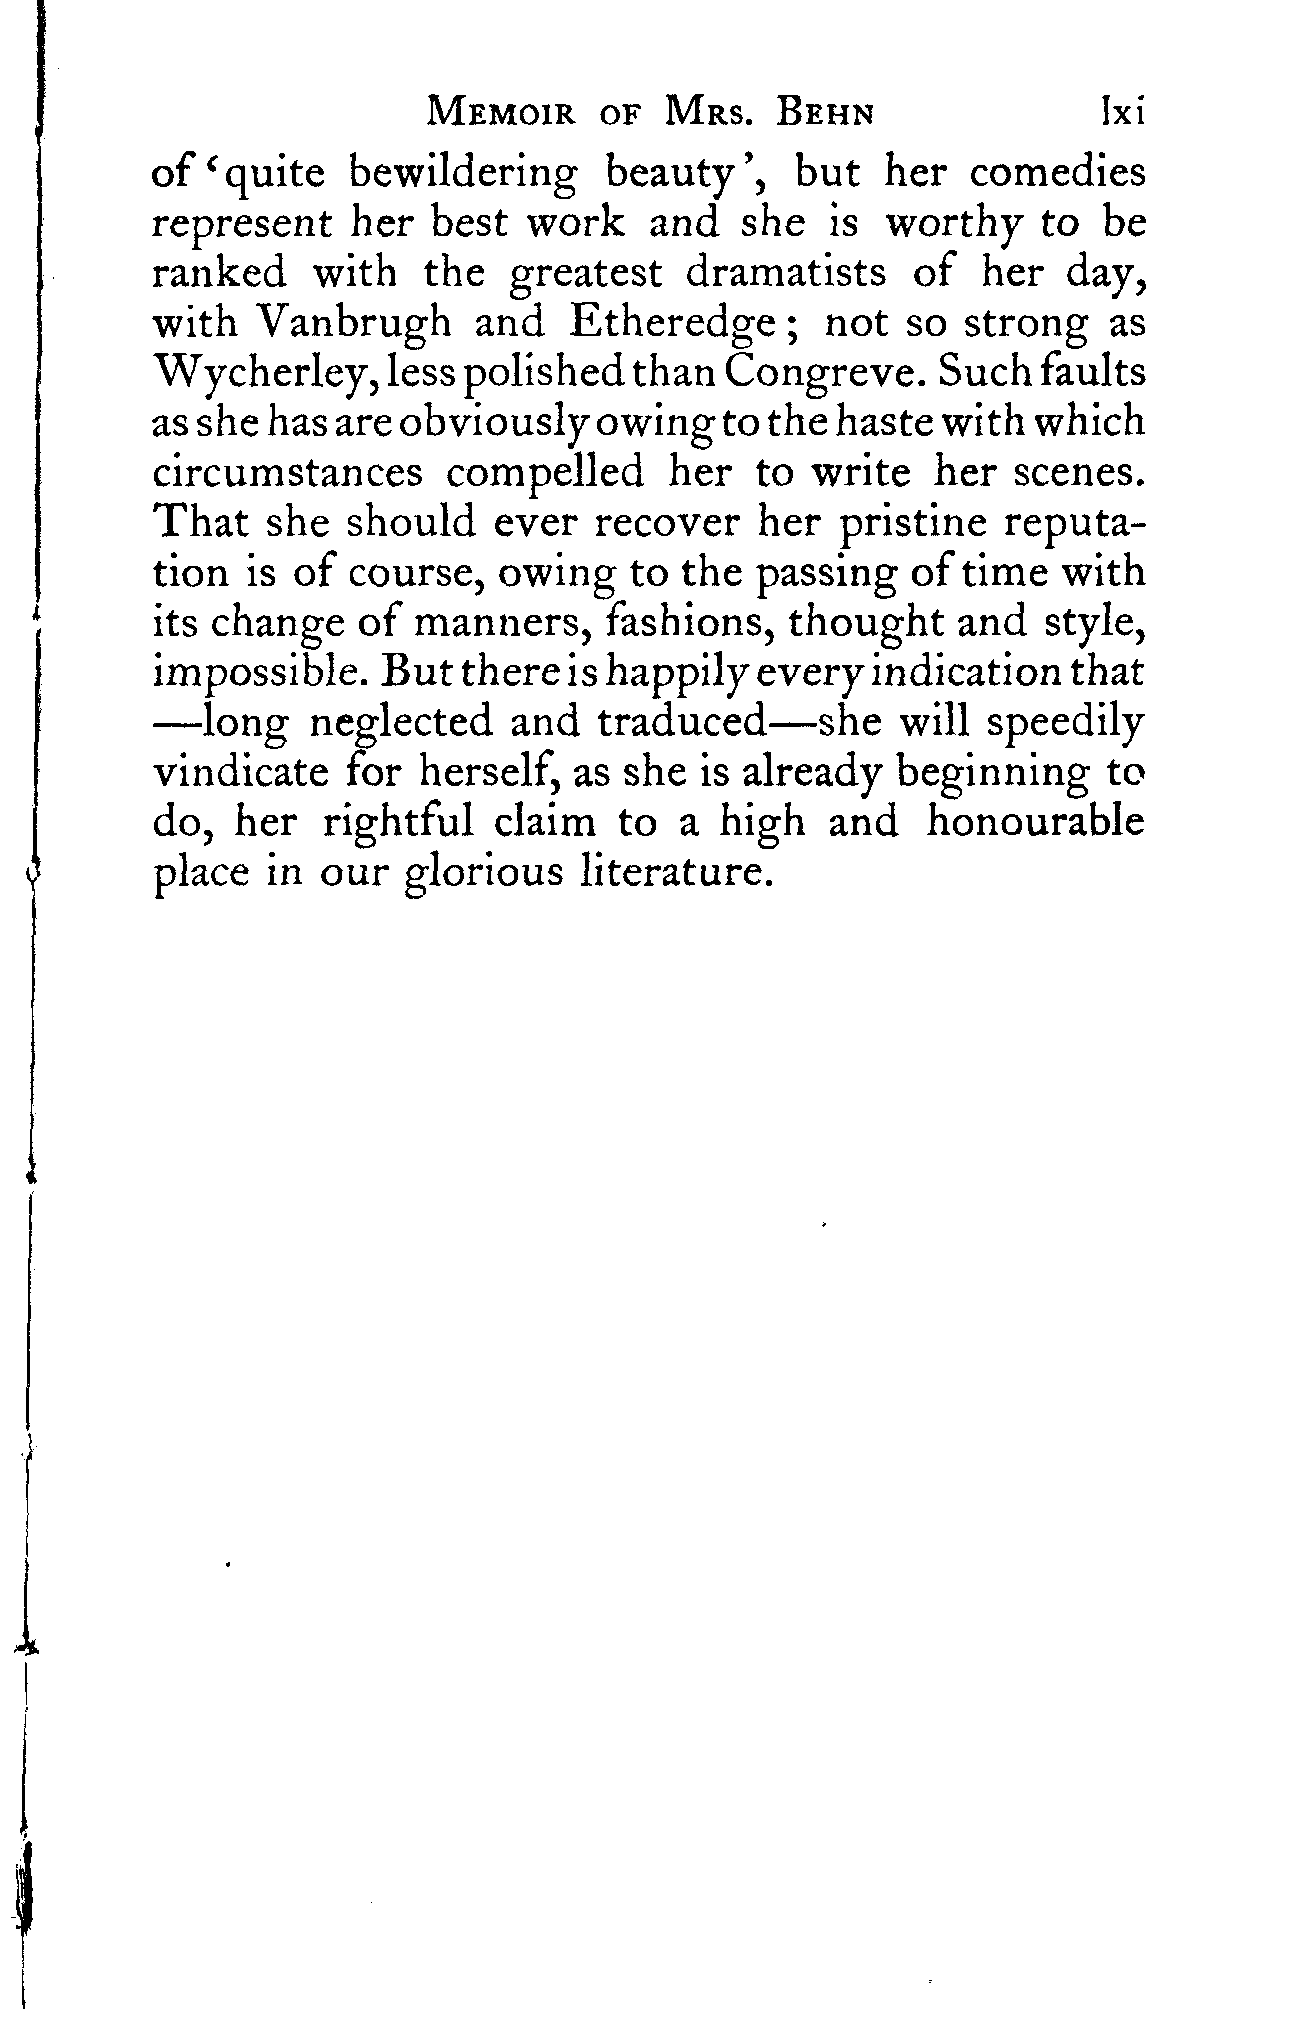 Memoir of Mrs. Behn lxi
of ‘quite bewildering beauty’, but her comedies
represent her best work and she is worthy to be
ranked with the greatest dramatists of her day,
with Vanbrugh and Etheredge; not so strong as
Wycherley, less polished than Congreve. Such faults
as she has are obviously owing to the haste with which
circumstances compelled her to write her scenes.
That she should ever recover her pristine reputa-
tion is of course, owing to the passing of time with
its change of manners, fashions, thought and style,
impossible. But there is happily every indication that
—long neglected and traduced—she will speedily
vindicate for herself, as she is already beginning to
do, her rightful claim to a high and honourable
place in our glorious literature.